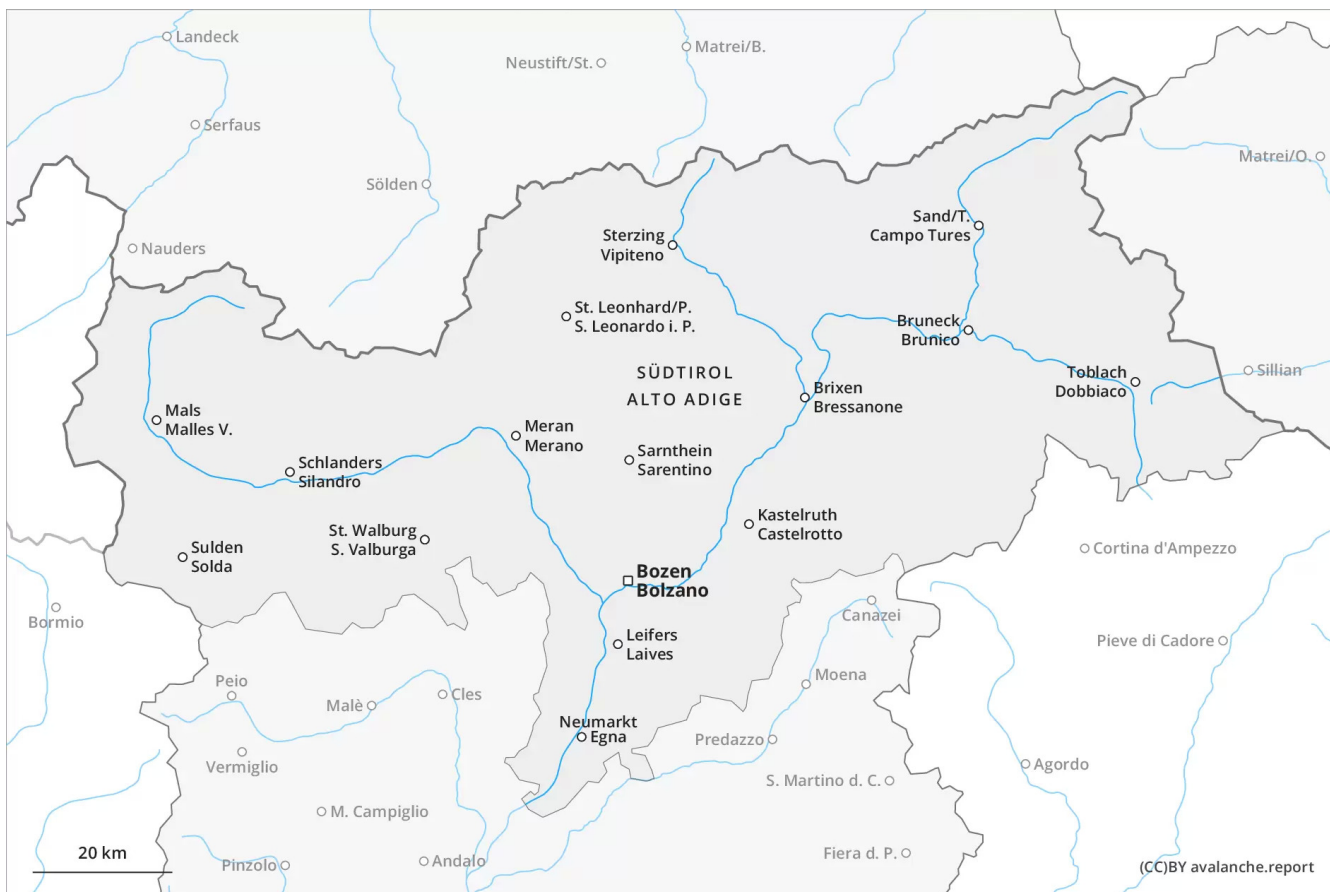 Landeck
Matrei/B.
Neustift/St.
Serfaus
Matrei/O.
Sölden
Sand/T.
Campo Tures
Sterzing
Vipiteno
Nauders
St. Leonhard/P.
S. Leonardo i. P.
Bruneck
Brunico
SÜDTIROL
ALTO ADIGE
Toblach
Dobbiaco
Sillian
Brixen
Bressanone
Mals
Malles V.
Meran
Merano
Sarnthein
Sarentino
Schlanders
Silandro
Kastelruth
Castelrotto
St. Walburg
S. Valburga
Sulden
Solda
Cortina d'Ampezzo
Bozen
Bolzano
Bormio
Canazei
Leifers
Laives
Pieve di Cadore
Peio
Moena
Malè
Cles
Neumarkt
Egna
Predazzo
Vermiglio
Agordo
S. Martino d. C.
M. Campiglio
20 km
Pinzolo
Andalo
Fiera d. P.
(CC)BY avalanche.report